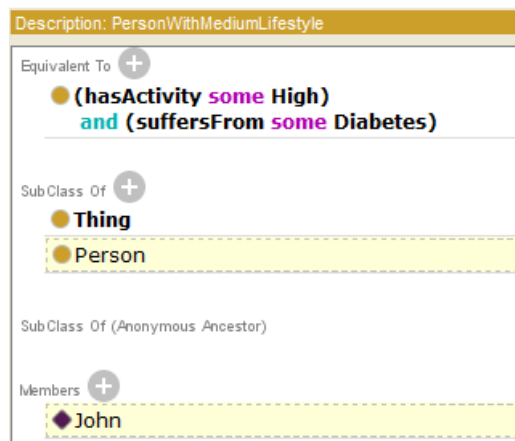 Description: PersonWithMediumLifestyle
Equivalent To
(hasActivity some High)
and (suffersFrom some Diabetes)
SubClass Of
Thing
Person
SubClass Of (Anonymous Ancestor)
Members
John